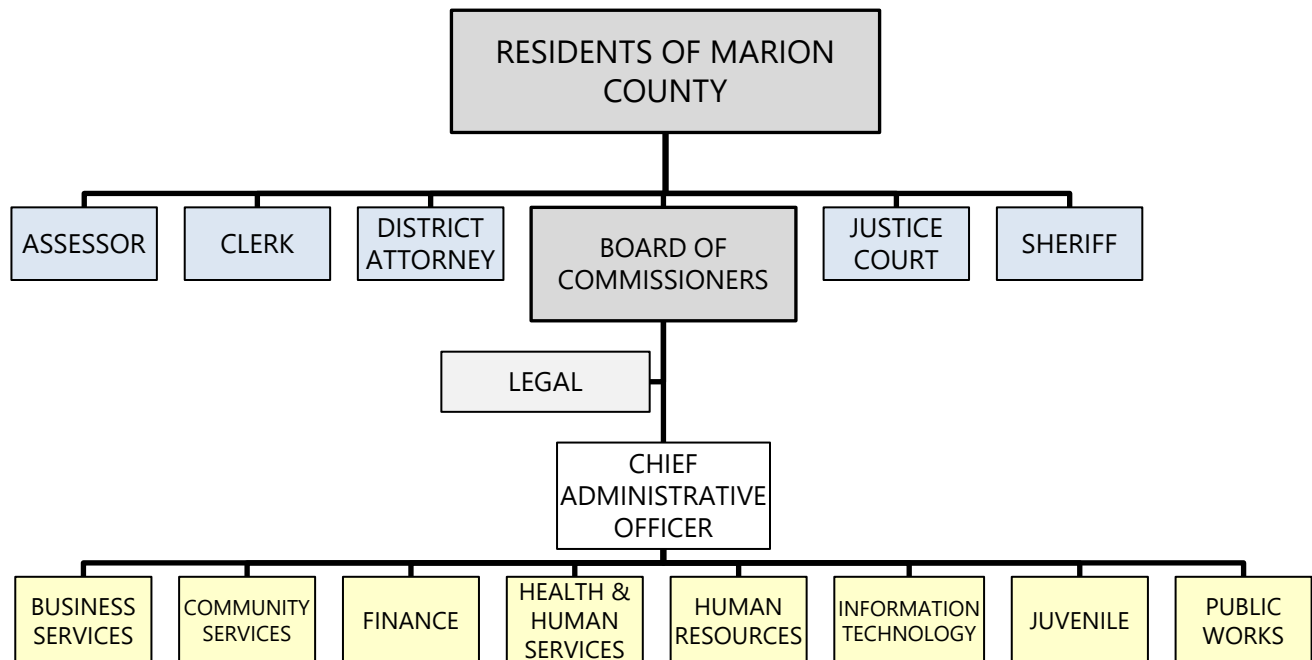 RESIDENTS OF MARION
COUNTY
ASSESSOR
CLERK
DISTRICT
ATTORNEY
BOARD OF
COMMISSIONERS
JUSTICE
COURT
SHERIFF
LEGAL
CHIEF
ADMINISTRATIVE
OFFICER
BUSINESS
SERVICES
COMMUNITY
SERVICES
FINANCE
HEALTH &
HUMAN
SERVICES
HUMAN
RESOURCES
INFORMATION
TECHNOLOGY
JUVENILE
PUBLIC
WORKS